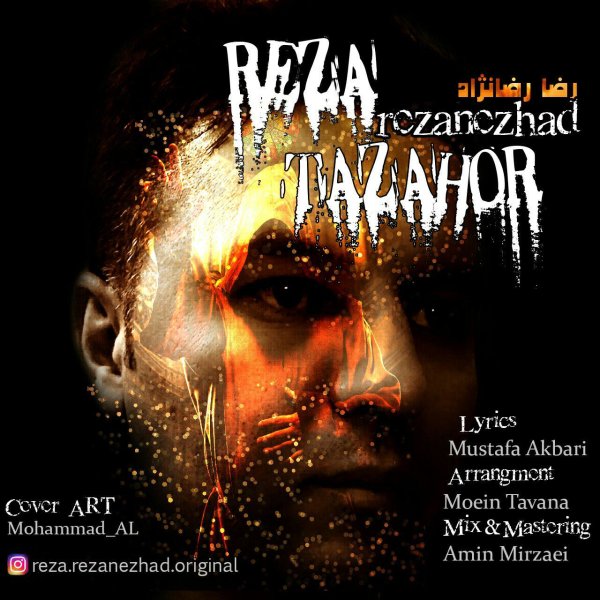 REZA
رضا رضانژاد
rezanezhad
TAZAHOR
Lyrics
Mustafa Akbari
Arrangment
Moein Tavana
Mix & Mastering
Amin Mirzaei
Cover ART
Mohammad_AL
reza.rezanezhad.original